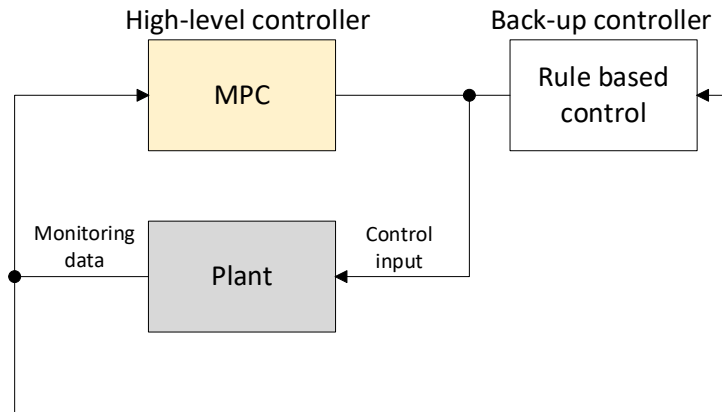 High-level controller
Back-up controller
MPC
Rule based
control
Monitoring
data
Plant
Control
input